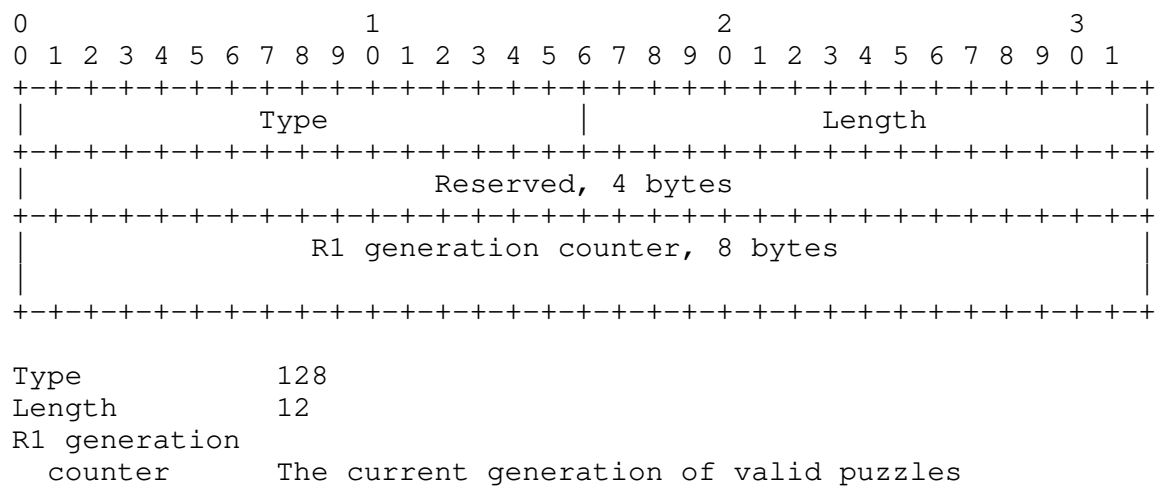 0                   1                   2                   3
0 1 2 3 4 5 6 7 8 9 0 1 2 3 4 5 6 7 8 9 0 1 2 3 4 5 6 7 8 9 0 1
+-+-+-+-+-+-+-+-+-+-+-+-+-+-+-+-+-+-+-+-+-+-+-+-+-+-+-+-+-+-+-+-+
|             Type              |             Length            |
+-+-+-+-+-+-+-+-+-+-+-+-+-+-+-+-+-+-+-+-+-+-+-+-+-+-+-+-+-+-+-+-+
|                       Reserved, 4 bytes                       |
+-+-+-+-+-+-+-+-+-+-+-+-+-+-+-+-+-+-+-+-+-+-+-+-+-+-+-+-+-+-+-+-+
|                R1 generation counter, 8 bytes                 |
|                                                               |
+-+-+-+-+-+-+-+-+-+-+-+-+-+-+-+-+-+-+-+-+-+-+-+-+-+-+-+-+-+-+-+-+
Type           128
Length         12
R1 generation
  counter      The current generation of valid puzzles